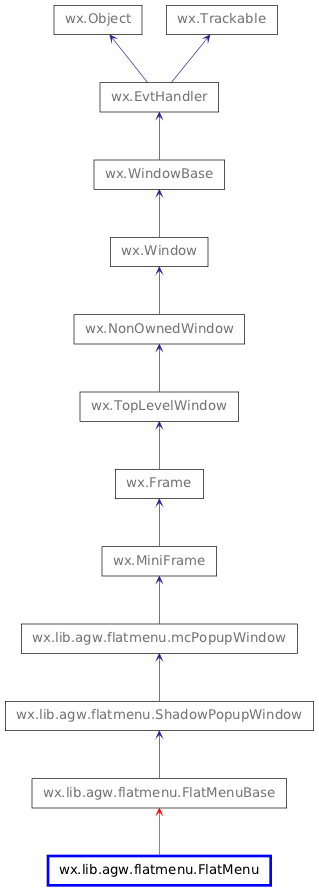 wx.Object
wx.Trackable
wx.EvtHandler
wx.WindowBase
wx.Window
wx.NonOwnedWindow
wx.TopLevelWindow
wx.Frame
wx.MiniFrame
wx.lib.agw.flatmenu.mcPopupWindow
wx.lib.agw.flatmenu.ShadowPopupWindow
wx.lib.agw.flatmenu.FlatMenuBase
wx.lib.agw.flatmenu.FlatMenu